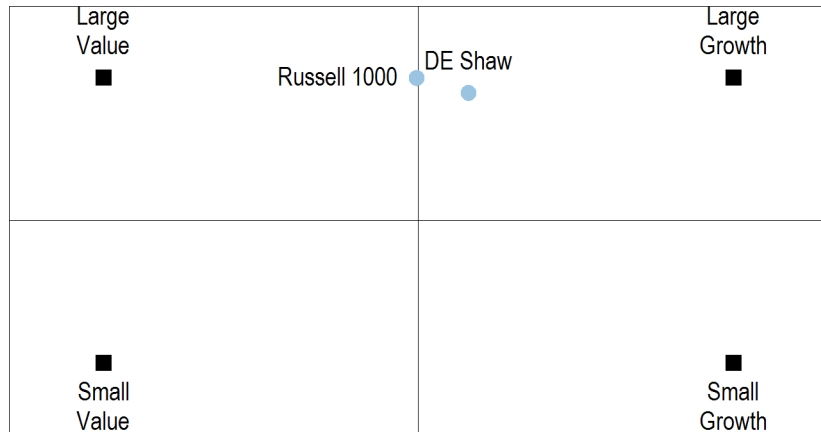 Large
Value
Large
Growth
DE Shaw
Russell 1000
Small
Value
Small
Growth